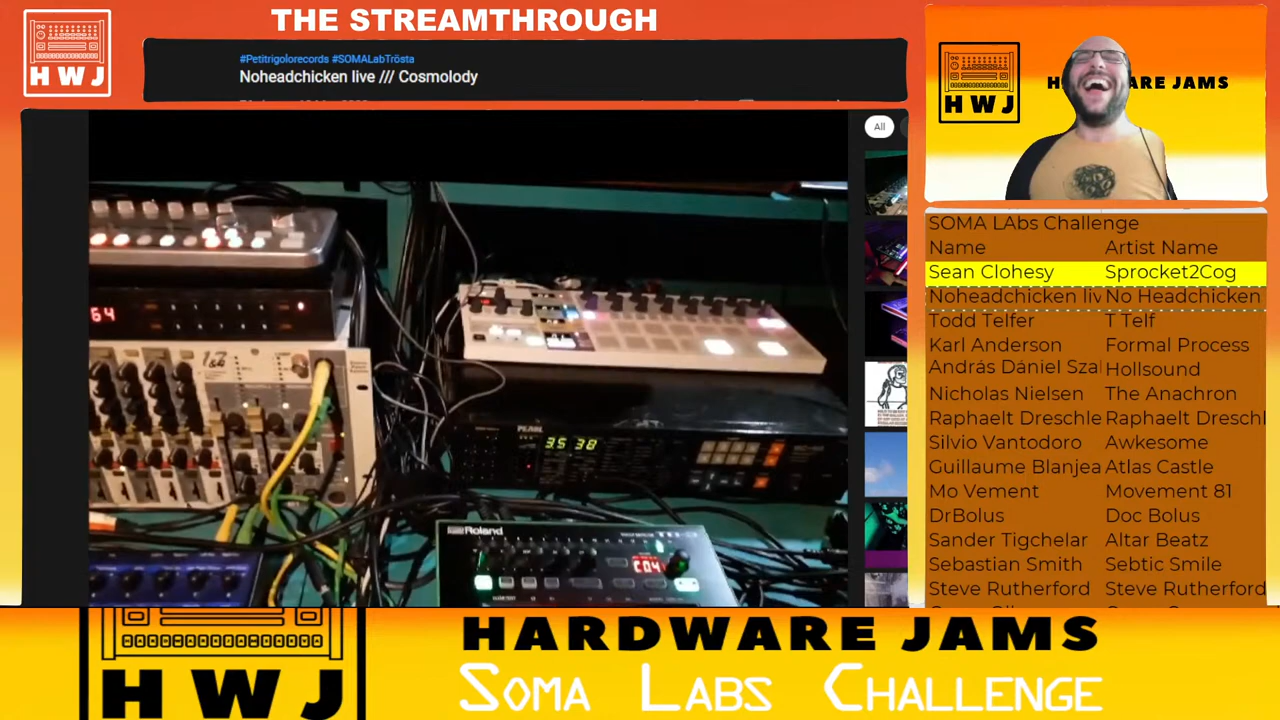 THE STREAMTHROUGH
HWJ
#Petitrigolorecords #SOMALabTrösta
Noheadchicken live /// Cosmolody
All
HWJ
ARE JAMS
64
PEARL
35 38
Roland
C04
SOMA LAbs Challenge
Name Artist Name
Sean Clohesy Sprocket2Cog
Noheadchicken liv No Headchicken
Todd Telfer T Telf
Karl Anderson Formal Process
András Dániel Szal Hollsound
Nicholas Nielsen The Anachron
Raphaelt Dreschle Raphaelt Dreschl
Silvio Vantodoro Awkesome
Guillaume Blanjea Atlas Castle
Mo Vement Movement 81
DrBolus Doc Bolus
Sander Tigchelar Altar Beatz
Sebastian Smith Sebtic Smile
Steve Rutherford Steve Rutherford
HWJ
HARDWARE JAMS
SOMA LABS CHALLENGE